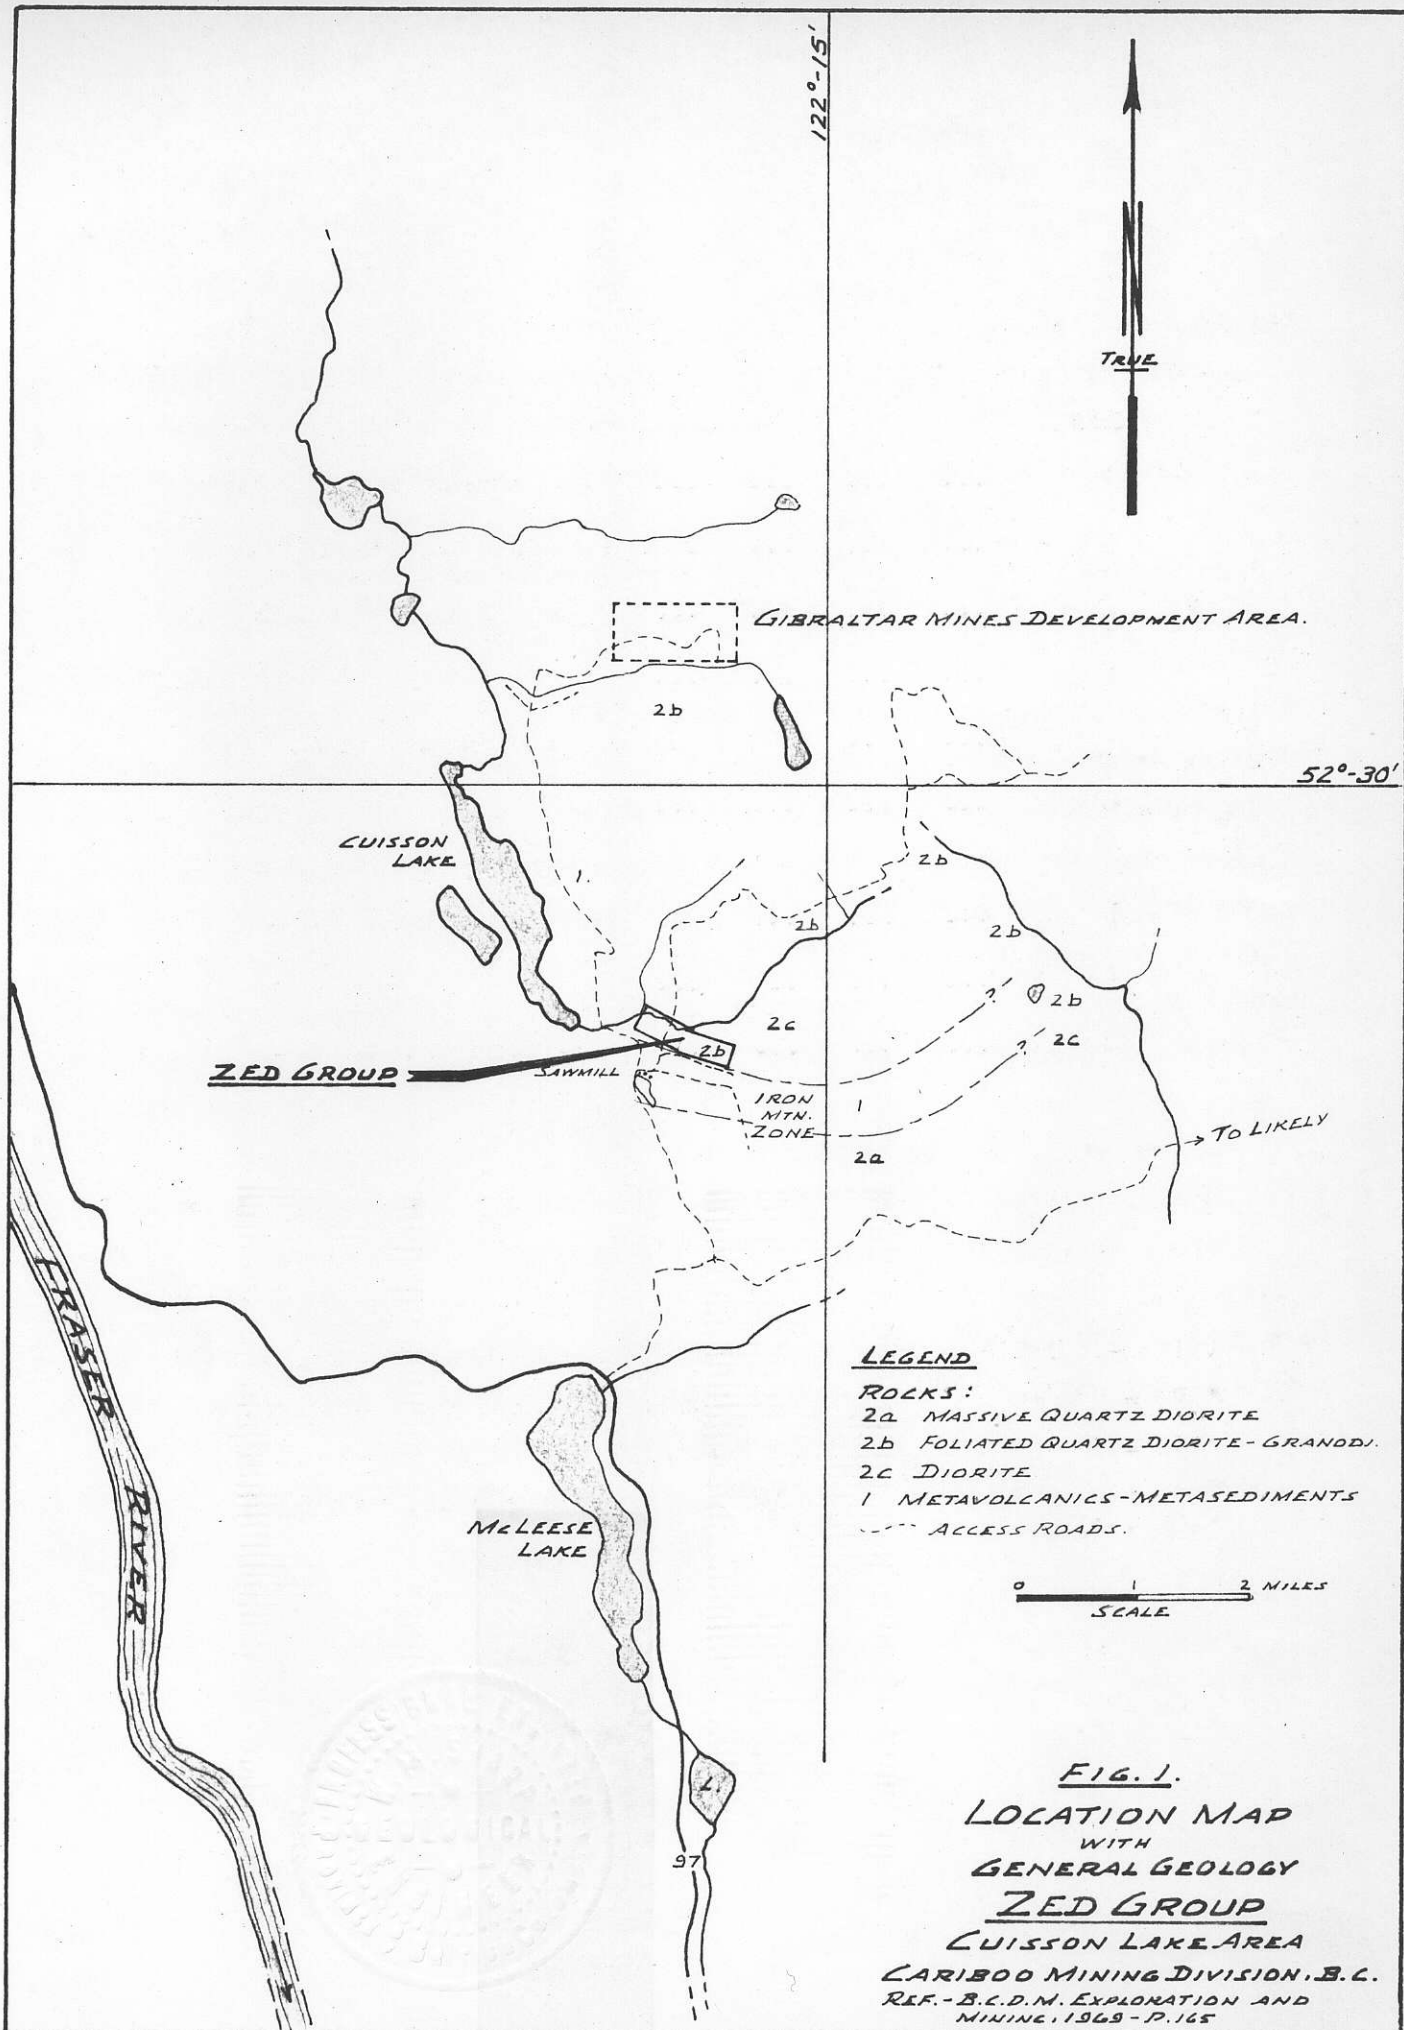 122°-15'
N
TRUE
GIBRALTAR MINES DEVELOPMENT AREA.
2b
52°-30'
CUISSON
LAKE
1.
2b
2b
2b
2b
2c
2c
2b
ZED GROUP
SAWMILL
IRON
MTN.
ZONE
1
?
?
2a
TO LIKELY
FRASER
RIVER
McLEESE
LAKE
L.
97
LEGEND
ROCKS:
2a MASSIVE QUARTZ DIORITE
2b FOLIATED QUARTZ DIORITE-GRANODI.
2c DIORITE
1 METAVOLCANICS-METASEDIMENTS
ACCESS ROADS.
0 1 2 MILES
SCALE
FIG. 1.
LOCATION MAP
WITH
GENERAL GEOLOGY
ZED GROUP
CUISSON LAKE AREA
CARIBOO MINING DIVISION. B.C.
REF.-B.C.D.M. EXPLORATION AND
MINING, 1969-P.165